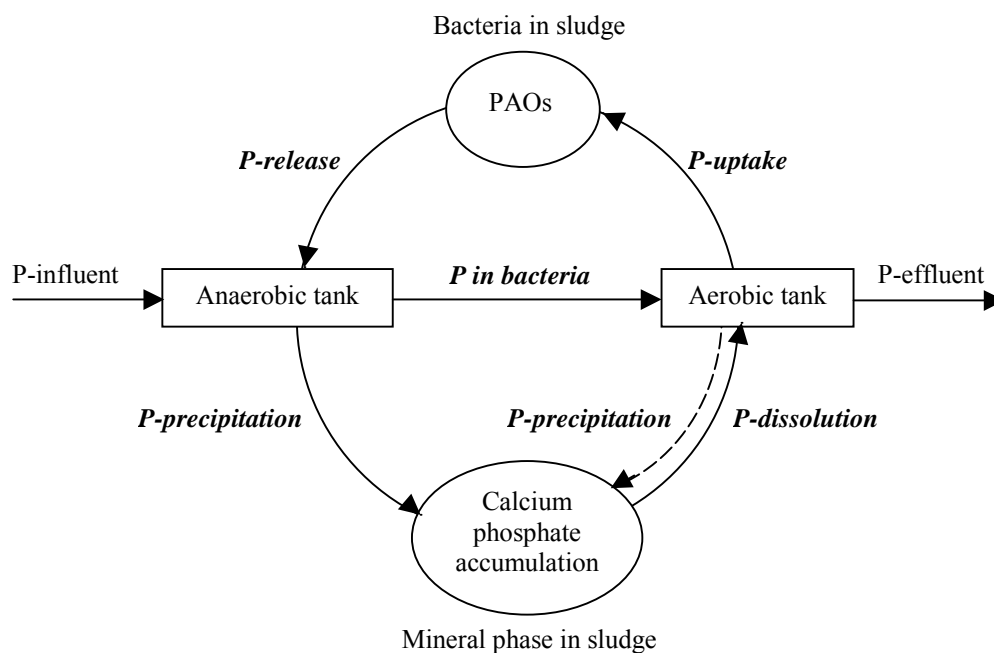 Bacteria in sludge
PAOs
P-release
P-uptake
P-influent
Anaerobic tank
P in bacteria
Aerobic tank
P-effluent
P-precipitation
P-precipitation
P-dissolution
Calcium
phosphate
accumulation
Mineral phase in sludge